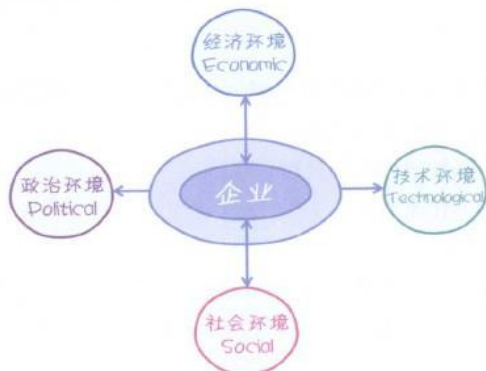 经济环境
Economic
政治环境
Political
企业
技术环境
Technological
社会环境
Social